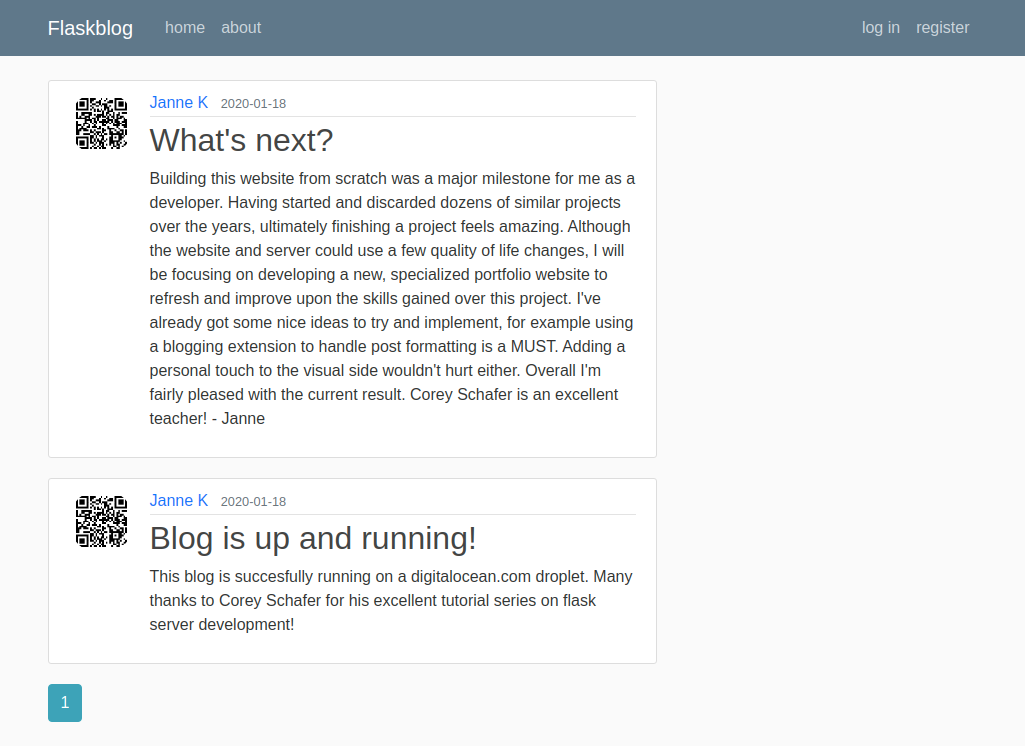 Flaskblog home about log in register
Janne K 2020-01-18
What's next?
Building this website from scratch was a major milestone for me as a
developer. Having started and discarded dozens of similar projects
over the years, ultimately finishing a project feels amazing. Although
the website and server could use a few quality of life changes, I will
be focusing on developing a new, specialized portfolio website to
refresh and improve upon the skills gained over this project. I've
already got some nice ideas to try and implement, for example using
a blogging extension to handle post formatting is a MUST. Adding a
personal touch to the visual side wouldn't hurt either. Overall I'm
fairly pleased with the current result. Corey Schafer is an excellent
teacher! - Janne
Janne K 2020-01-18
Blog is up and running!
This blog is succesfully running on a digitalocean.com droplet. Many
thanks to Corey Schafer for his excellent tutorial series on flask
server development!
1